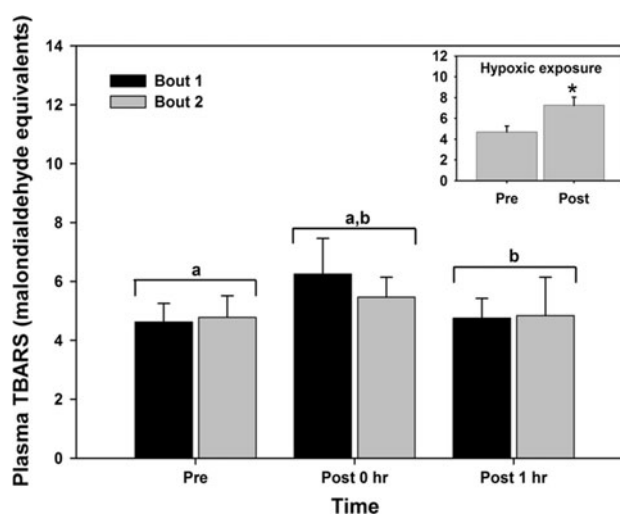 Plasma TBARS (malondialdehyde equivalents)
14
12
10
8
6
4
2
0
Bout 1
Bout 2
a
a,b
b
Pre
Post 0 hr
Post 1 hr
Time
Hypoxic exposure
12
10
8
6
4
2
0
*
Pre
Post